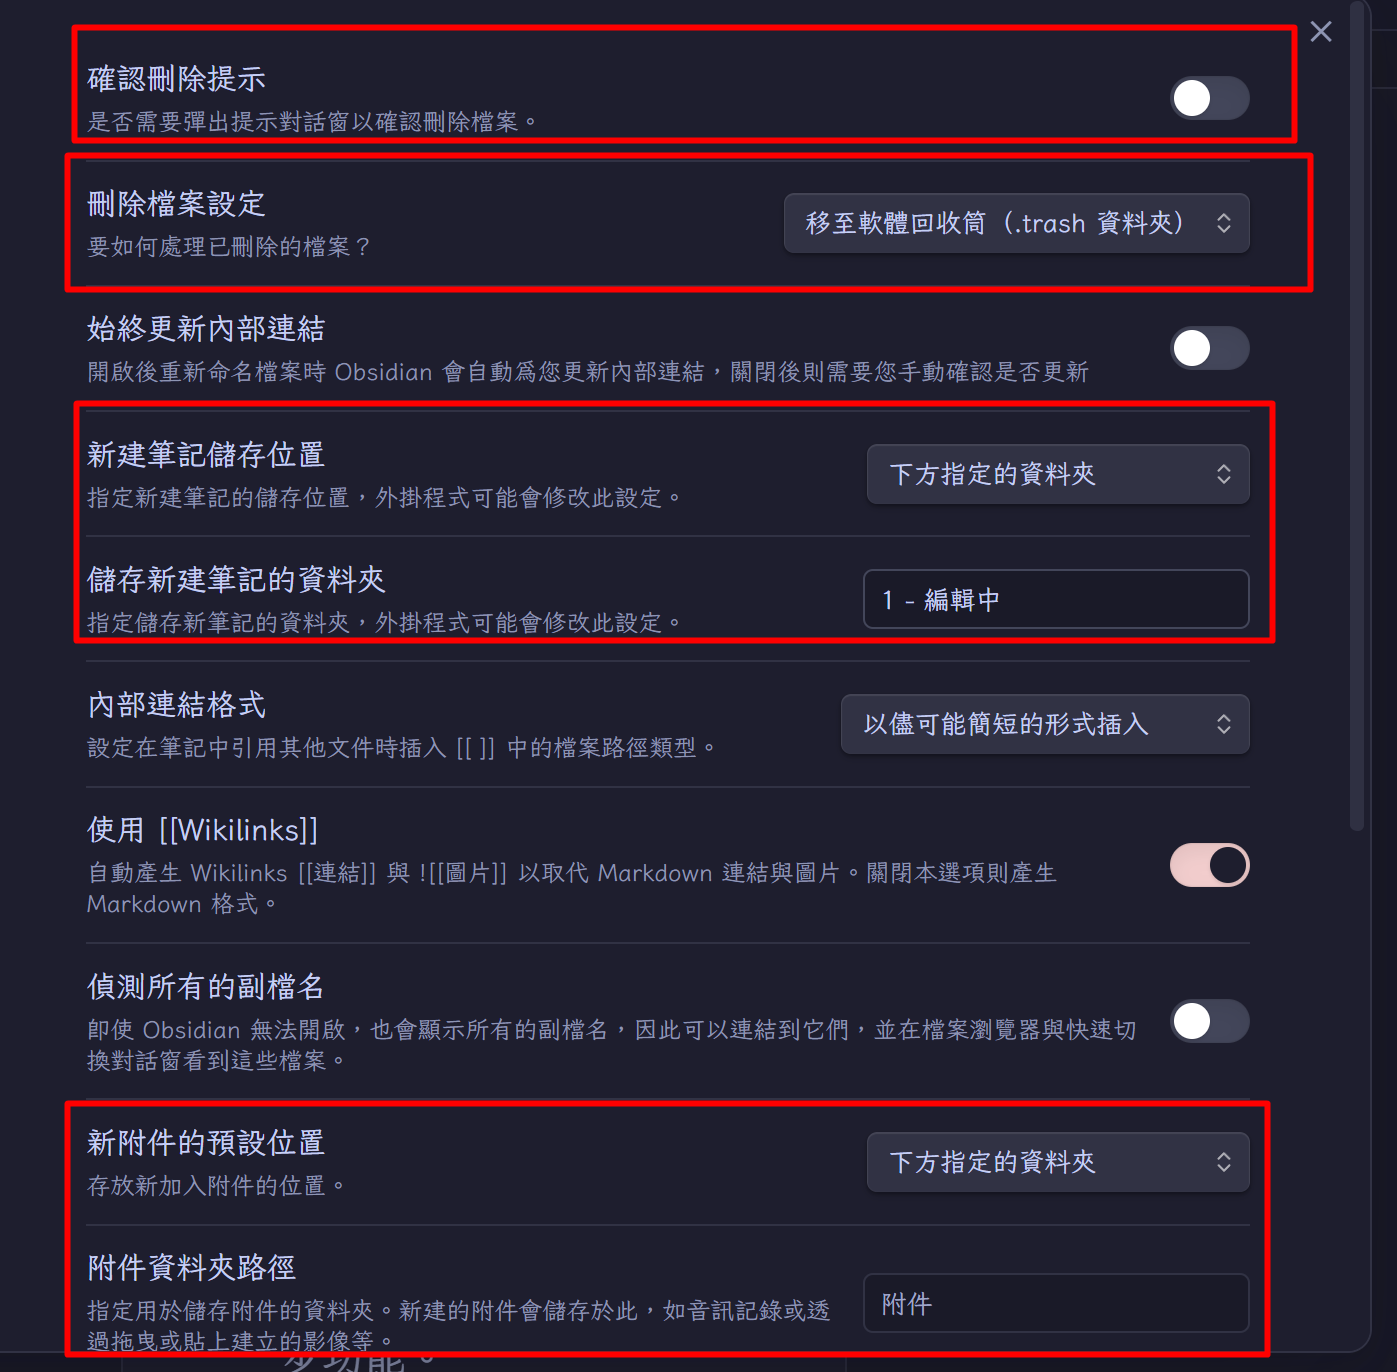 確認刪除提示
是否需要彈出提示對話窗以確認刪除檔案。
刪除檔案設定
要如何處理已刪除的檔案？
移至軟體回收筒（.trash 資料夾）
始終更新內部連結
開啟後重新命名檔案時 Obsidian 會自動為您更新內部連結，關閉後則需要您手動確認是否更新
新建筆記儲存位置
指定新建筆記的儲存位置，外掛程式可能會修改此設定。
下方指定的資料夾
儲存新建筆記的資料夾
指定儲存新筆記的資料夾，外掛程式可能會修改此設定。
1 - 編輯中
內部連結格式
設定在筆記中引用其他文件時插入 [[ ]] 中的檔案路徑類型。
以儘可能簡短的形式插入
使用 [[Wikilinks]]
自動產生 Wikilinks [[連結]] 與 ![[圖片]] 以取代 Markdown 連結與圖片。關閉本選項則產生
Markdown 格式。
偵測所有的副檔名
即使 Obsidian 無法開啟，也會顯示所有的副檔名，因此可以連結到它們，並在檔案瀏覽器與快速切
換對話窗看到這些檔案。
新附件的預設位置
存放新加入附件的位置。
下方指定的資料夾
附件資料夾路徑
指定用於儲存附件的資料夾。新建的附件會儲存於此，如音訊記錄或透
過拖曳或貼上建立的影像等。
附件
多功能。